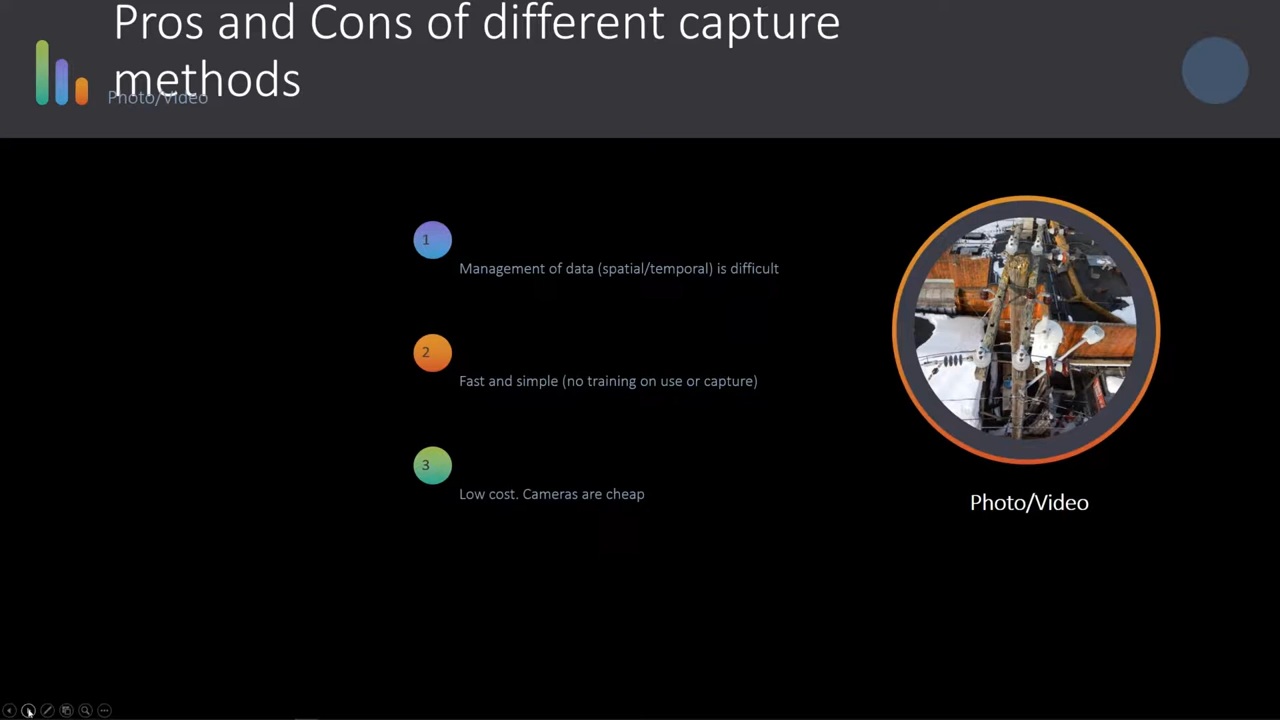 Pros and Cons of different capture
methods
Photo/Video
1
Management of data (spatial/temporal) is difficult
2
Fast and simple (no training on use or capture)
3
Low cost. Cameras are cheap
Photo/Video